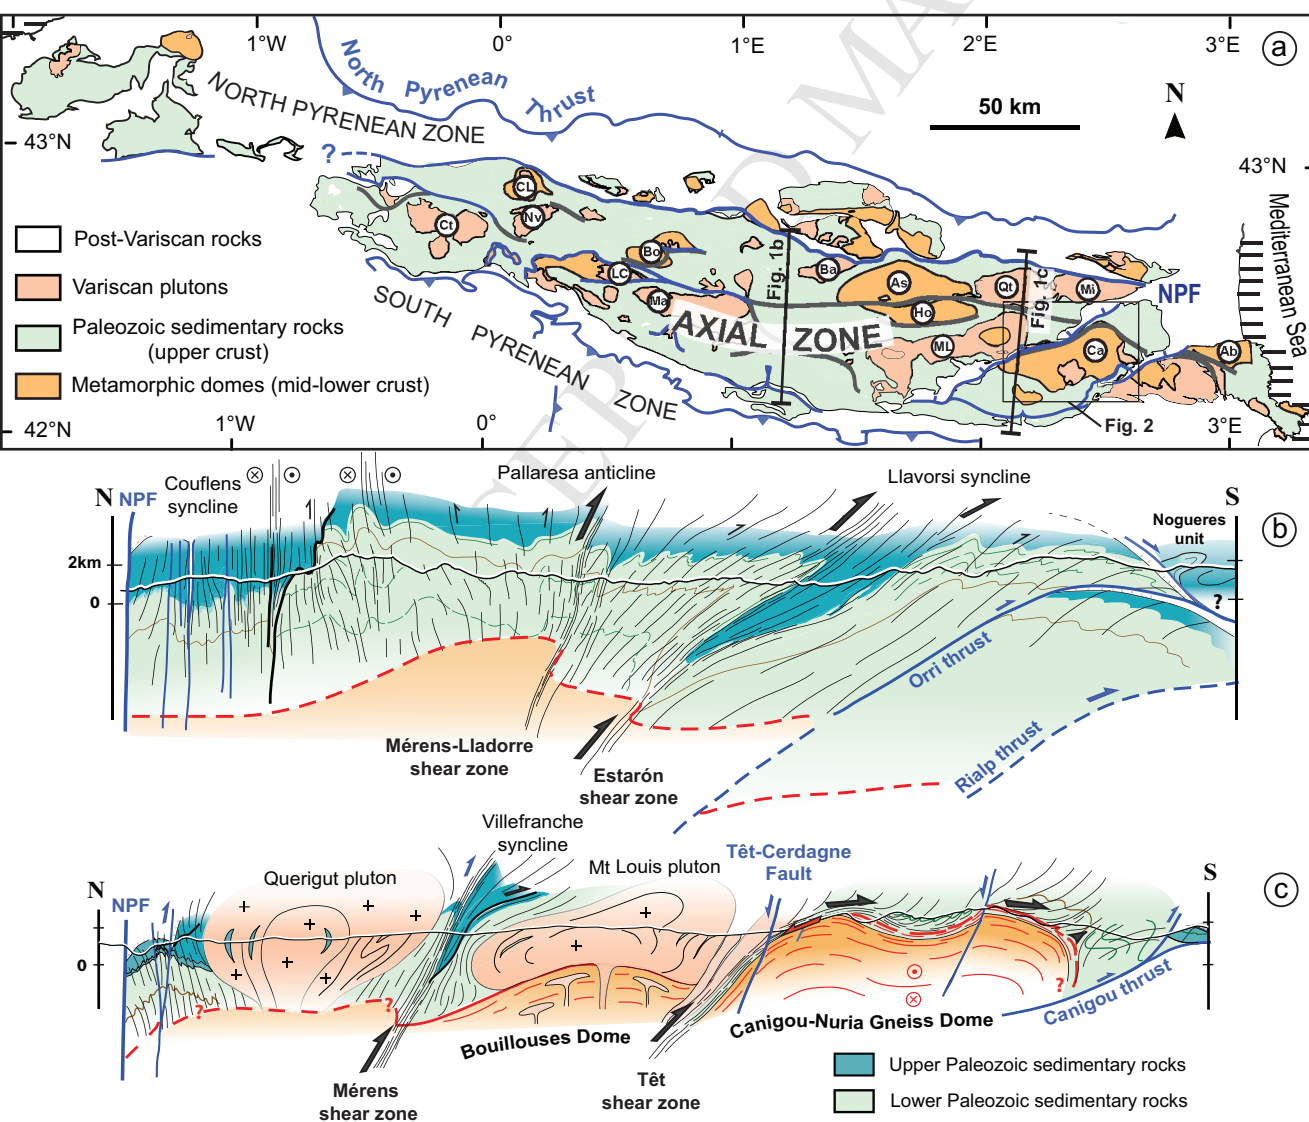 1°W
0°
1°E
2°E
3°E
a
North Pyrenean Thrust
NORTH PYRENEAN ZONE
50 km
N
43°N
43°N
?
Mediterranean Sea
CL
Nv
Ct
Bo
LC
Ma
Ba
As
Ho
Qt
Mi
ML
Ca
Ab
NPF
Fig. 1b
Fig. 1c
AXIAL ZONE
SOUTH PYRENEAN ZONE
Post-Variscan rocks
Variscan plutons
Paleozoic sedimentary rocks
(upper crust)
Metamorphic domes (mid-lower crust)
Fig. 2
42°N
1°W
0°
3°E
CEP
D MA
Couflens
syncline
Pallaresa anticline
Llavorsi syncline
N
NPF
S
b
Nogueres
unit
2km
0
?
Orri thrust
Rialp thrust
Mérens-Lladorre
shear zone
Estarón
shear zone
Villefranche
syncline
Querigut pluton
Mt Louis pluton
Têt-Cerdagne
Fault
N
NPF
S
c
0
?
?
?
Bouillouses Dome
Canigou-Nuria Gneiss Dome
Canigou thrust
Mérens
shear zone
Têt
shear zone
Upper Paleozoic sedimentary rocks
Lower Paleozoic sedimentary rocks